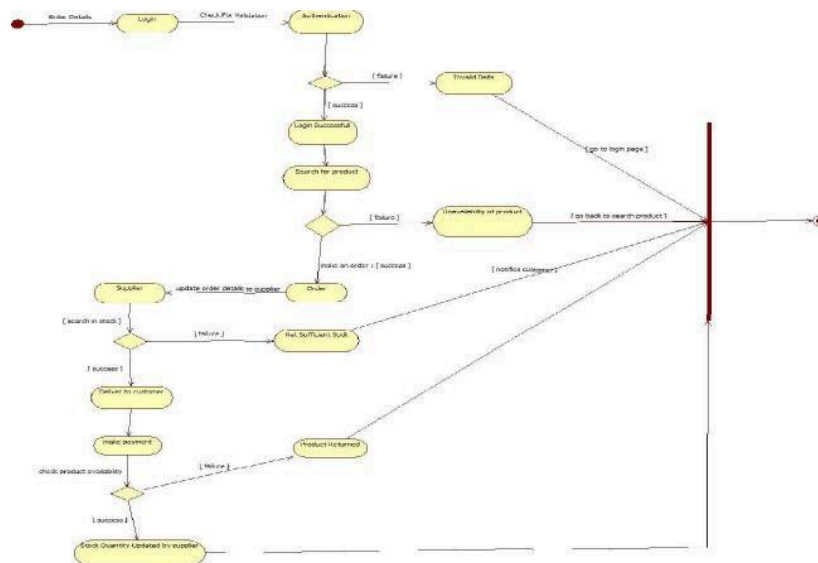 Enter Details
Login
Check For Validation
Authentication
[ failure ]
Invalid Data
[ success ]
Login Successfull
[ go to login page ]
Search for product
[failure]
Unavailability of product
[ go back to search product ]
make an order : [ success ]
[ notifies customer ]
Supplier
update order details to supplier
Order
[ search in stock ]
[ failure ]
Not Sufficient Stock
[ success ]
Deliver to customer
make payment
Product Returned
check product availability
[ failure ]
[ success ]
Stock Quantity Updated by supplier